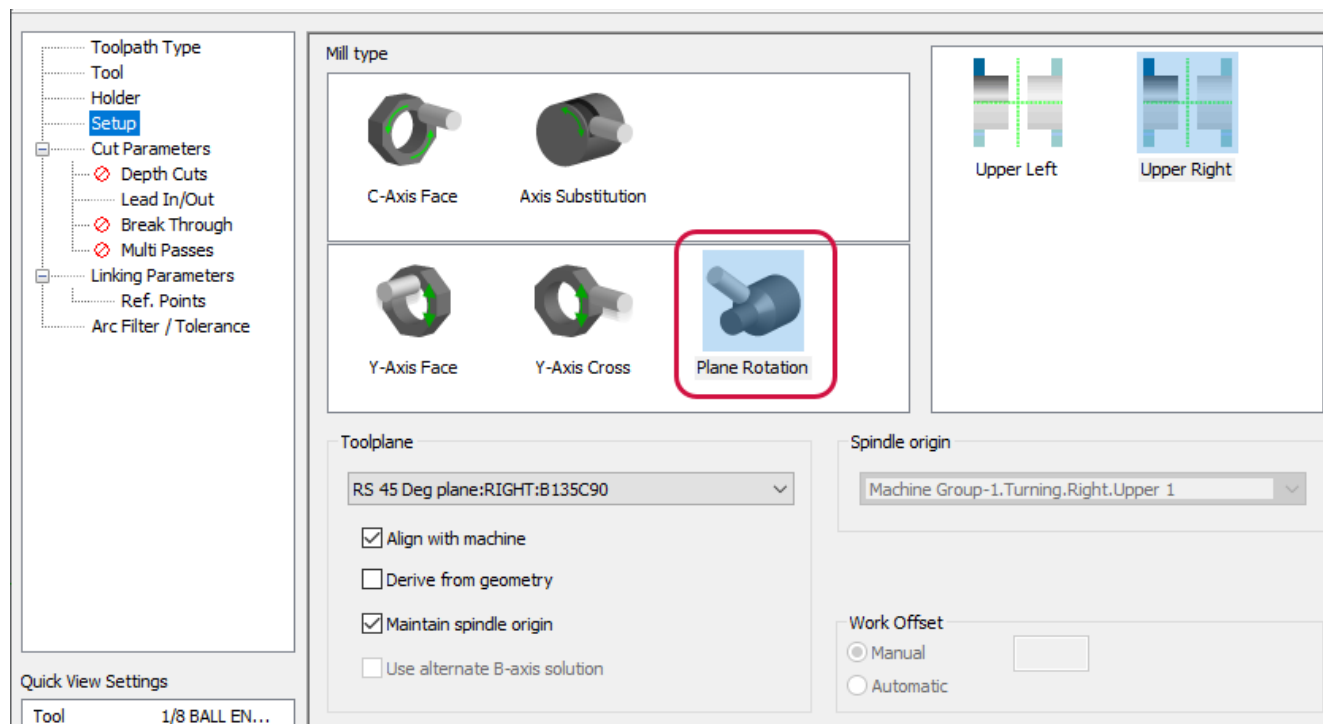 Toolpath Type
Tool
Holder
Setup
Cut Parameters
Depth Cuts
Lead In/Out
Break Through
Multi Passes
Linking Parameters
Ref. Points
Arc Filter / Tolerance
Quick View Settings
Tool 1/8 BALL EN...
Mill type
C-Axis Face
Axis Substitution
Y-Axis Face
Y-Axis Cross
Plane Rotation
Upper Left
Upper Right
Toolplane
RS 45 Deg plane:RIGHT:B135C90
Align with machine
Derive from geometry
Maintain spindle origin
Use alternate B-axis solution
Spindle origin
Machine Group-1.Turning.Right.Upper 1
Work Offset
Manual
Automatic